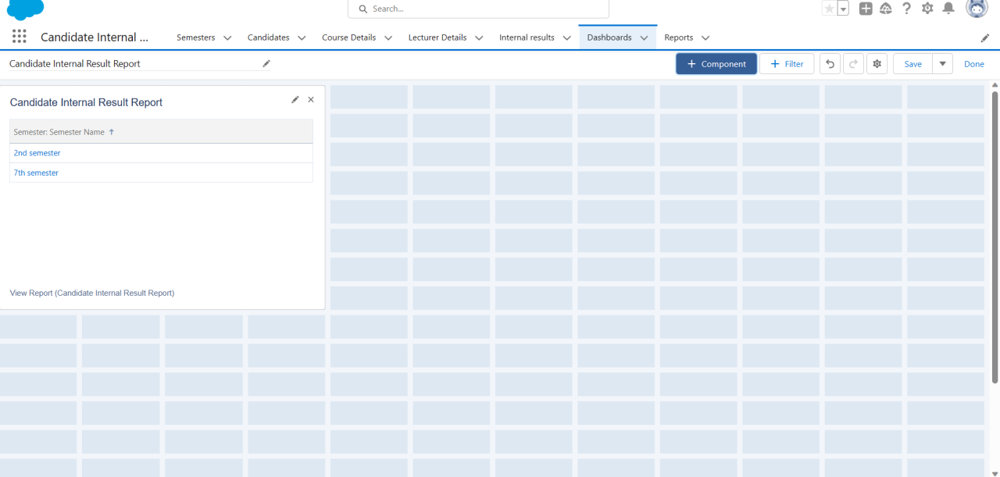 Search...
Candidate Internal ... Semesters Candidates Course Details Lecturer Details Internal results Dashboards Reports
Candidate Internal Result Report + Component + Filter Save Done
Candidate Internal Result Report
Semester: Semester Name ↑
2nd semester
7th semester
View Report (Candidate Internal Result Report)